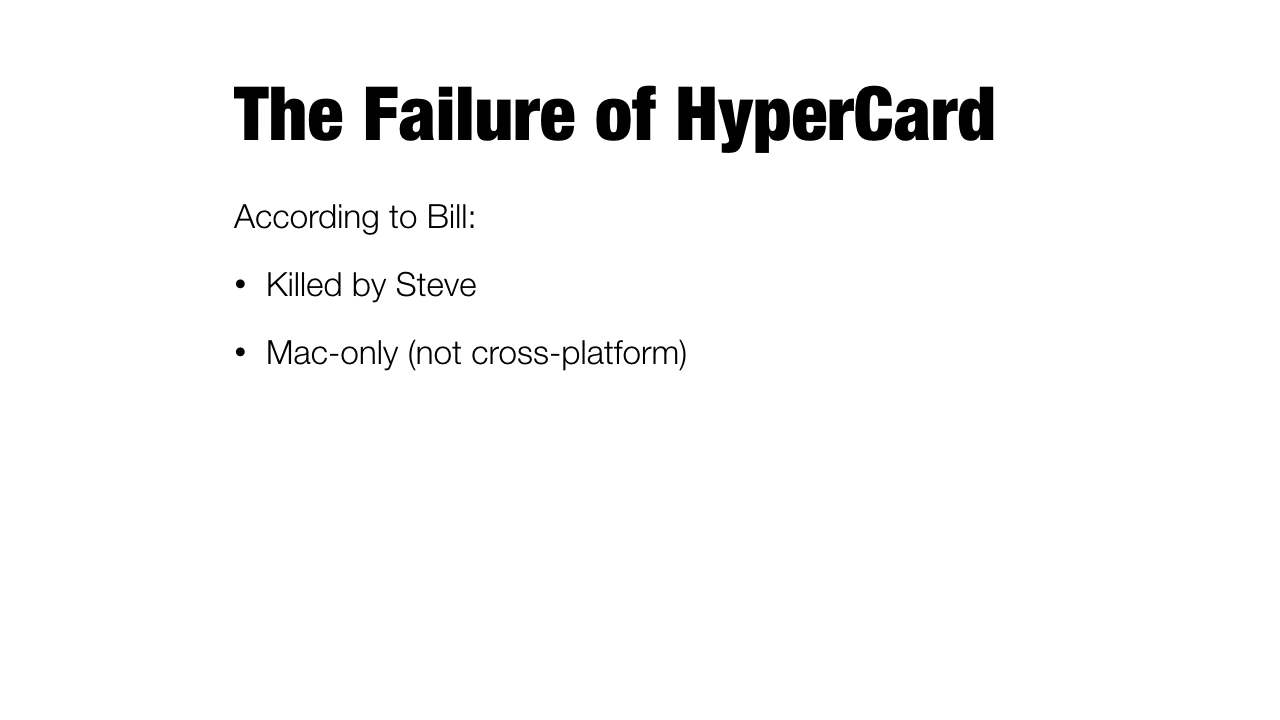 The Failure of HyperCard
According to Bill:
• Killed by Steve
• Mac-only (not cross-platform)